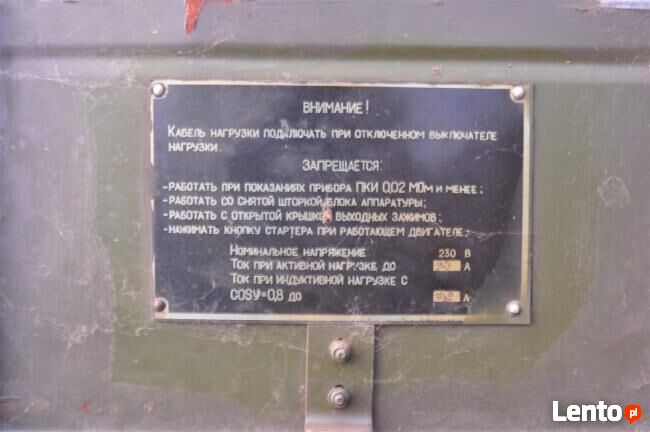 ВНИМАНИЕ!
КАБЕЛЬ НАГРУЗКИ ПОДКЛЮЧАТЬ ПРИ ОТКЛЮЧЕННОМ ВЫКЛЮЧАТЕЛЕ
НАГРУЗКИ.
ЗАПРЕЩАЕТСЯ:
-РАБОТАТЬ ПРИ ПОКАЗАНИЯХ ПРИБОРА ПКИ 0,02 МОм И МЕНЕЕ;
-РАБОТАТЬ СО СНЯТОЙ ШТОРКОЙ БЛОКА АППАРАТУРЫ;
-РАБОТАТЬ С ОТКРЫТОЙ КРЫШКОЙ ВЫХОДНЫХ ЗАЖИМОВ;
-НАЖИМАТЬ КНОПКУ СТАРТЕРА ПРИ РАБОТАЮЩЕМ ДВИГАТЕЛЕ.
НОМИНАЛЬНОЕ НАПРЯЖЕНИЕ 230 В
ТОК ПРИ АКТИВНОЙ НАГРУЗКЕ ДО А
ТОК ПРИ ИНДУКТИВНОЙ НАГРУЗКЕ С
COSΨ=0,8 ДО А
Lento.pl